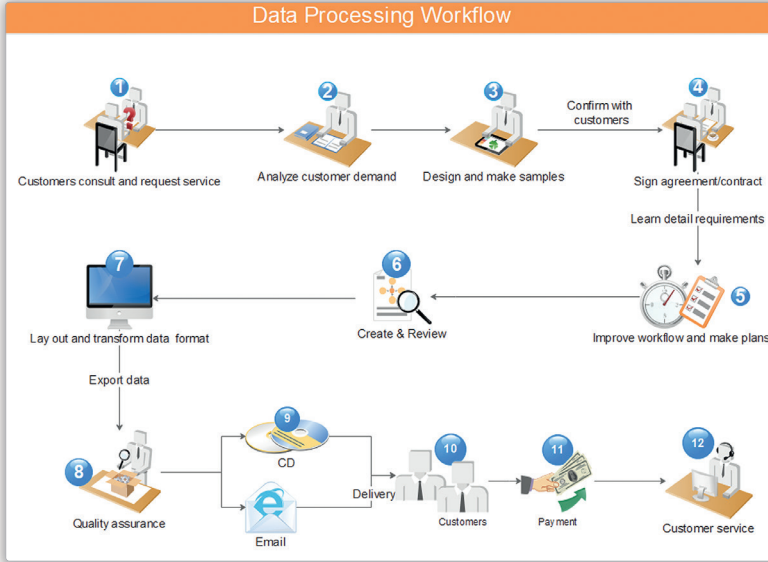 Data Processing Workflow
1
2
3
4
Confirm with
customers
Customers consult and request service
Analyze customer demand
Design and make samples
Sign agreement/contract
Learn detail requirements
7
6
5
Lay out and transform data format
Create & Review
Improve workflow and make plans
Export data
8
9
10
11
12
CD
Delivery
Quality assurance
Email
Customers
Payment
Customer service